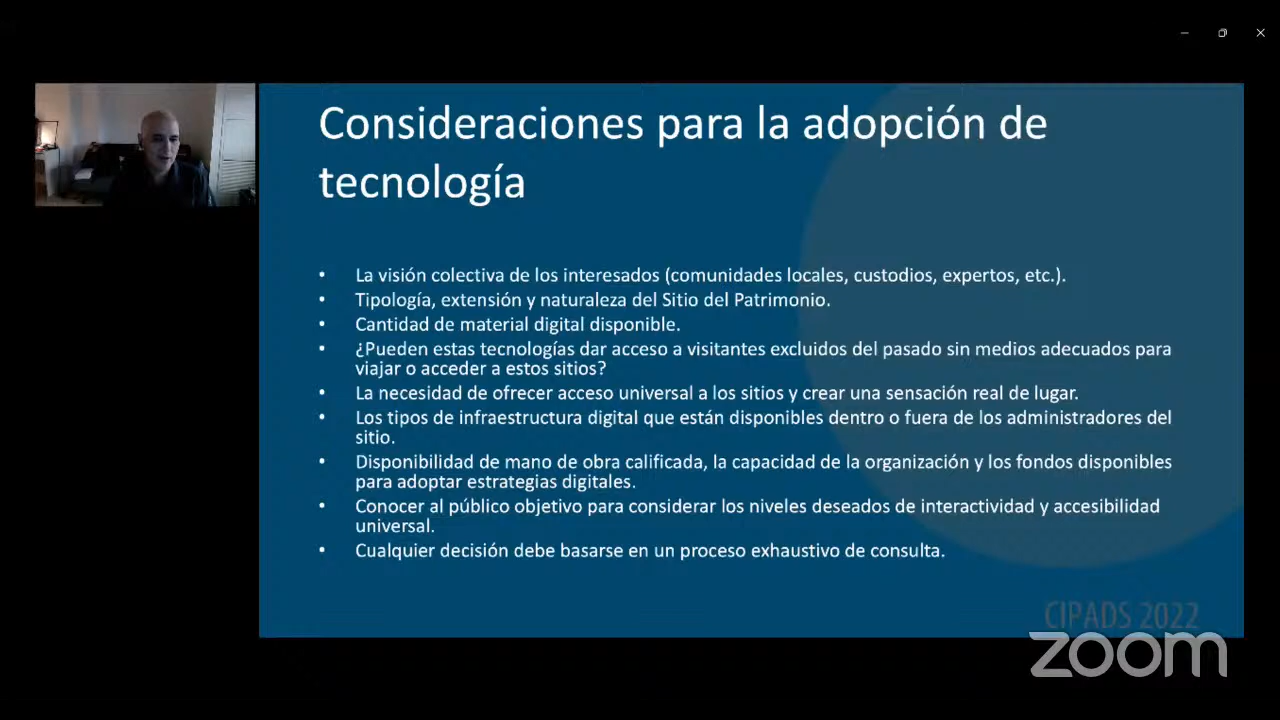 Consideraciones para la adopción de
tecnología
• La visión colectiva de los interesados (comunidades locales, custodios, expertos, etc.).
• Tipología, extensión y naturaleza del Sitio del Patrimonio.
• Cantidad de material digital disponible.
• ¿Pueden estas tecnologías dar acceso a visitantes excluidos del pasado sin medios adecuados para
viajar o acceder a estos sitios?
• La necesidad de ofrecer acceso universal a los sitios y crear una sensación real de lugar.
• Los tipos de infraestructura digital que están disponibles dentro o fuera de los administradores del
sitio.
• Disponibilidad de mano de obra calificada, la capacidad de la organización y los fondos disponibles
para adoptar estrategias digitales.
• Conocer al público objetivo para considerar los niveles deseados de interactividad y accesibilidad
universal.
• Cualquier decisión debe basarse en un proceso exhaustivo de consulta.
CIPADS 2022
zoom